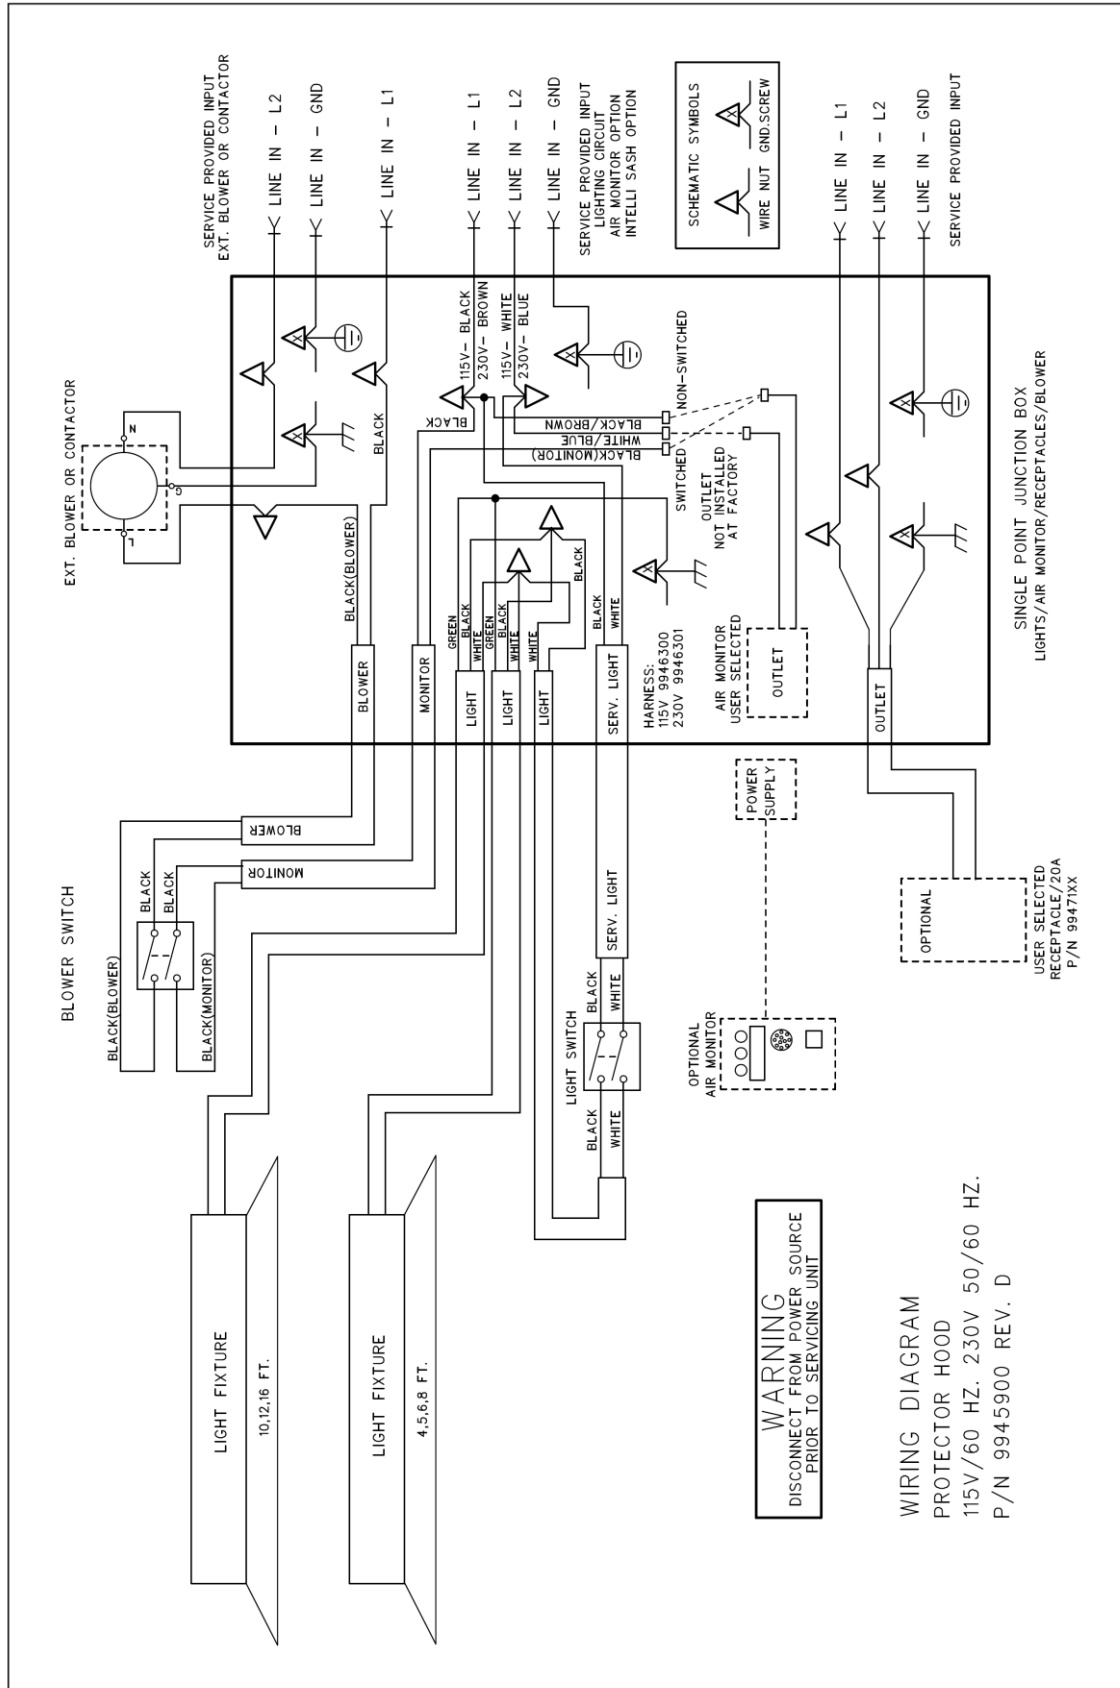 EXT. BLOWER OR CONTACTOR
N
G
L
SERVICE PROVIDED INPUT
EXT. BLOWER OR CONTACTOR
LINE IN - L2
LINE IN - GND
LINE IN - L1
BLACK
BLACK(BLOWER)
BLOWER
BLOWER SWITCH
BLACK(BLOWER)
BLACK
BLACK
BLACK(MONITOR)
BLOWER
MONITOR
MONITOR
LINE IN - L1
LINE IN - L2
LINE IN - GND
SERVICE PROVIDED INPUT
LIGHTING CIRCUIT
AIR MONITOR OPTION
INTELLI SASH OPTION
115V- BLACK
230V- BROWN
115V- WHITE
230V- BLUE
BLACK
BLACK/BROWN
WHITE/BLUE
BLACK(MONITOR)
NON-SWITCHED
SWITCHED
OUTLET
NOT INSTALLED
AT FACTORY
GREEN
BLACK
WHITE
GREEN
BLACK
WHITE
WHITE
BLACK
LIGHT
LIGHT
LIGHT
BLACK
WHITE
SERV. LIGHT
SERV. LIGHT
BLACK
WHITE
LIGHT SWITCH
BLACK
WHITE
HARNESS:
115V 9946300
230V 9946301
AIR MONITOR
USER SELECTED
OUTLET
POWER
SUPPLY
OPTIONAL
AIR MONITOR
SCHEMATIC SYMBOLS
WIRE NUT
GND.SCREW
LINE IN - L1
LINE IN - L2
LINE IN - GND
SERVICE PROVIDED INPUT
OUTLET
OPTIONAL
USER SELECTED
RECEPTACLE/20A
P/N 99471XX
SINGLE POINT JUNCTION BOX
LIGHTS/AIR MONITOR/RECEPTACLES/BLOWER
LIGHT FIXTURE
10,12,16 FT.
LIGHT FIXTURE
4,5,6,8 FT.
WARNING
DISCONNECT FROM POWER SOURCE
PRIOR TO SERVICING UNIT
WIRING DIAGRAM
PROTECTOR HOOD
115V/60 HZ. 230V 50/60 HZ.
P/N 9945900 REV. D
X
X
X
X
X
X
X